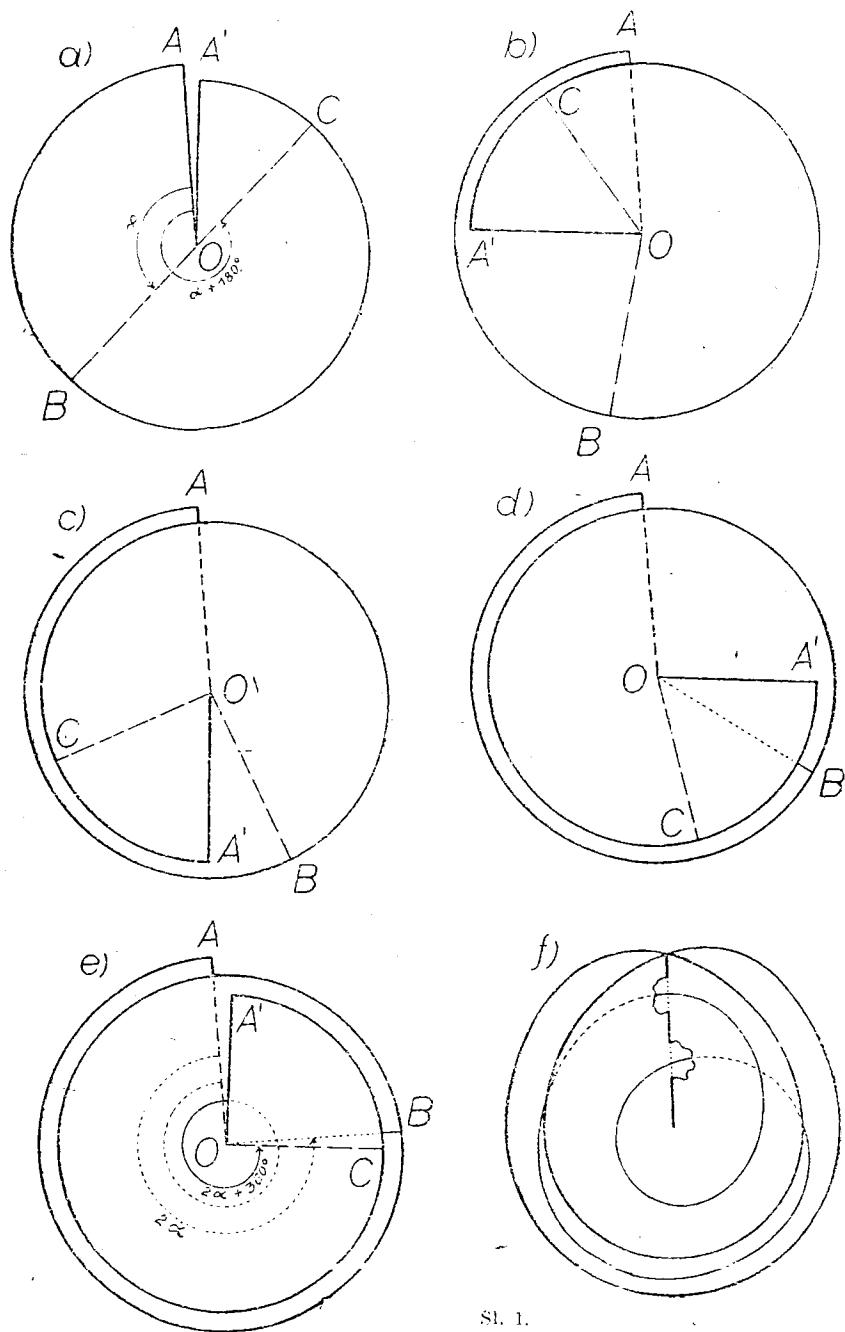 a)
A A'
C
α
O
α + 180°
B
b)
A
C
A'
O
B
c)
A
O
C
A'
B
d)
A
O
A'
B
C
e)
A
A'
B
O
C
2α + 360°
2α
f)
Sl. 1.